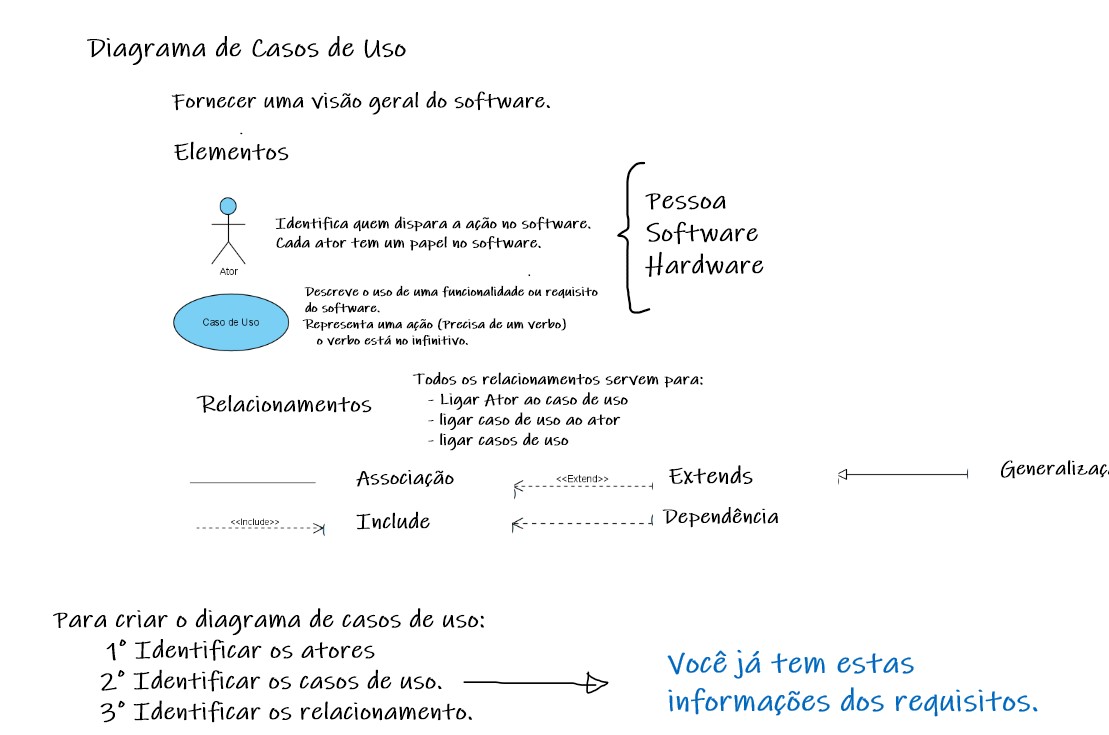 Diagrama de Casos de Uso
Fornecer uma visão geral do software.
Elementos
Identifica quem dispara a ação no software.
Cada ator tem um papel no software.
Ator
Pessoa
Software
Hardware
Caso de Uso
Descreve o uso de uma funcionalidade ou requisito
do software.
Representa uma ação (Precisa de um verbo)
o verbo está no infinitivo.
Relacionamentos
Todos os relacionamentos servem para:
- Ligar Ator ao caso de uso
- ligar caso de uso ao ator
- ligar casos de uso
Associação
<<Extend>>
Extends
Generalizaç
<<Include>>
Include
Dependência
Para criar o diagrama de casos de uso:
1° Identificar os atores
2° Identificar os casos de uso.
3° Identificar os relacionamento.
Você já tem estas
informações dos requisitos.